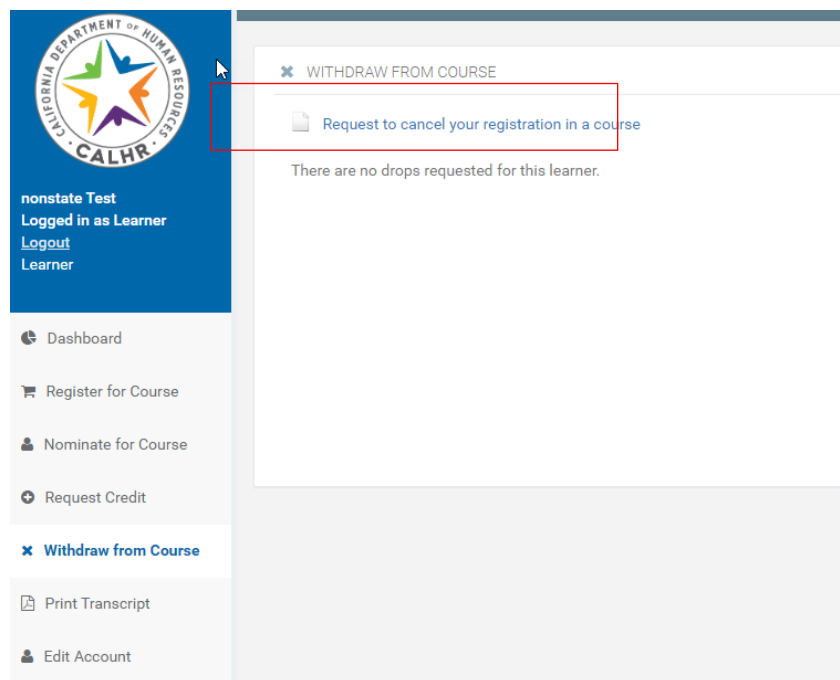 CALIFORNIA DEPARTMENT OF HUMAN RESOURCES
· CALHR ·
nonstate Test
Logged in as Learner
Logout
Learner
Dashboard
Register for Course
Nominate for Course
Request Credit
Withdraw from Course
Print Transcript
Edit Account
WITHDRAW FROM COURSE
Request to cancel your registration in a course
There are no drops requested for this learner.